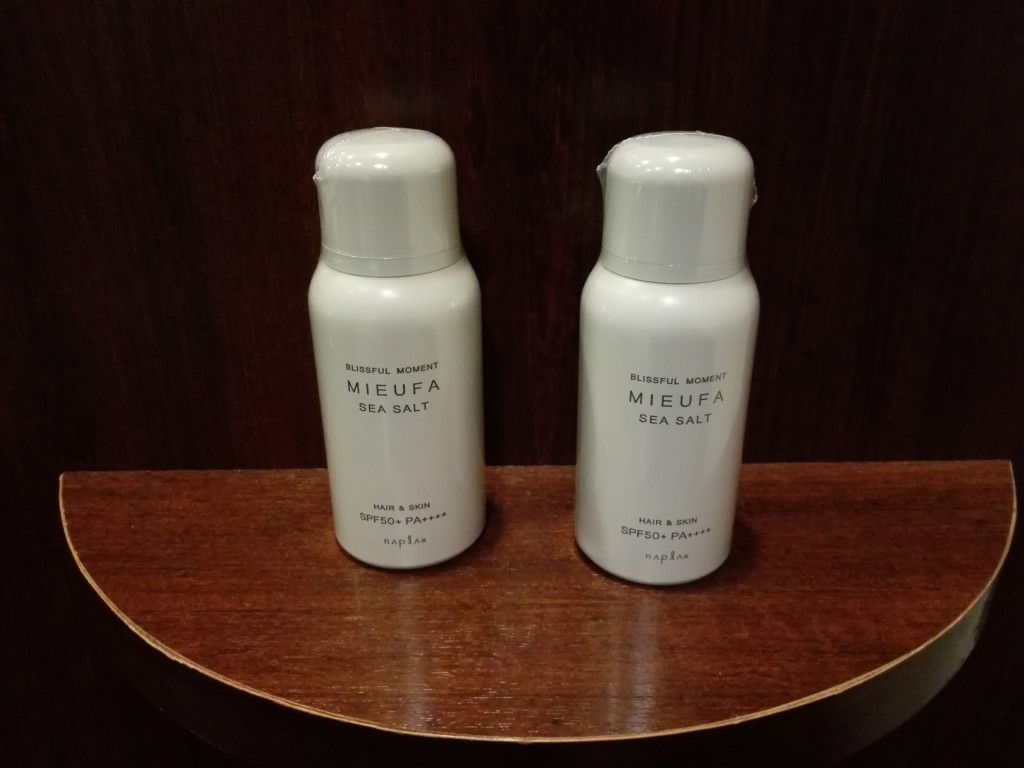 BLISSFUL MOMENT
MIEUFA
SEA SALT
HAIR & SKIN
SPF50+ PA++++
napla
BLISSFUL MOMENT
MIEUFA
SEA SALT
HAIR & SKIN
SPF50+ PA++++
napla